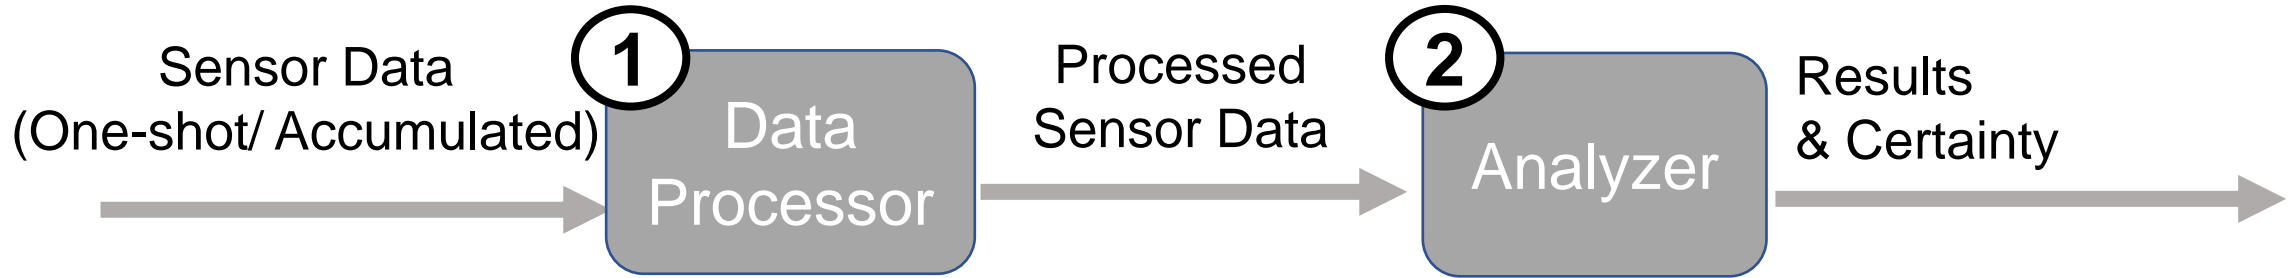 Sensor Data
(One-shot/ Accumulated)
1
Data
Processor
Processed
Sensor Data
2
Analyzer
Results
& Certainty